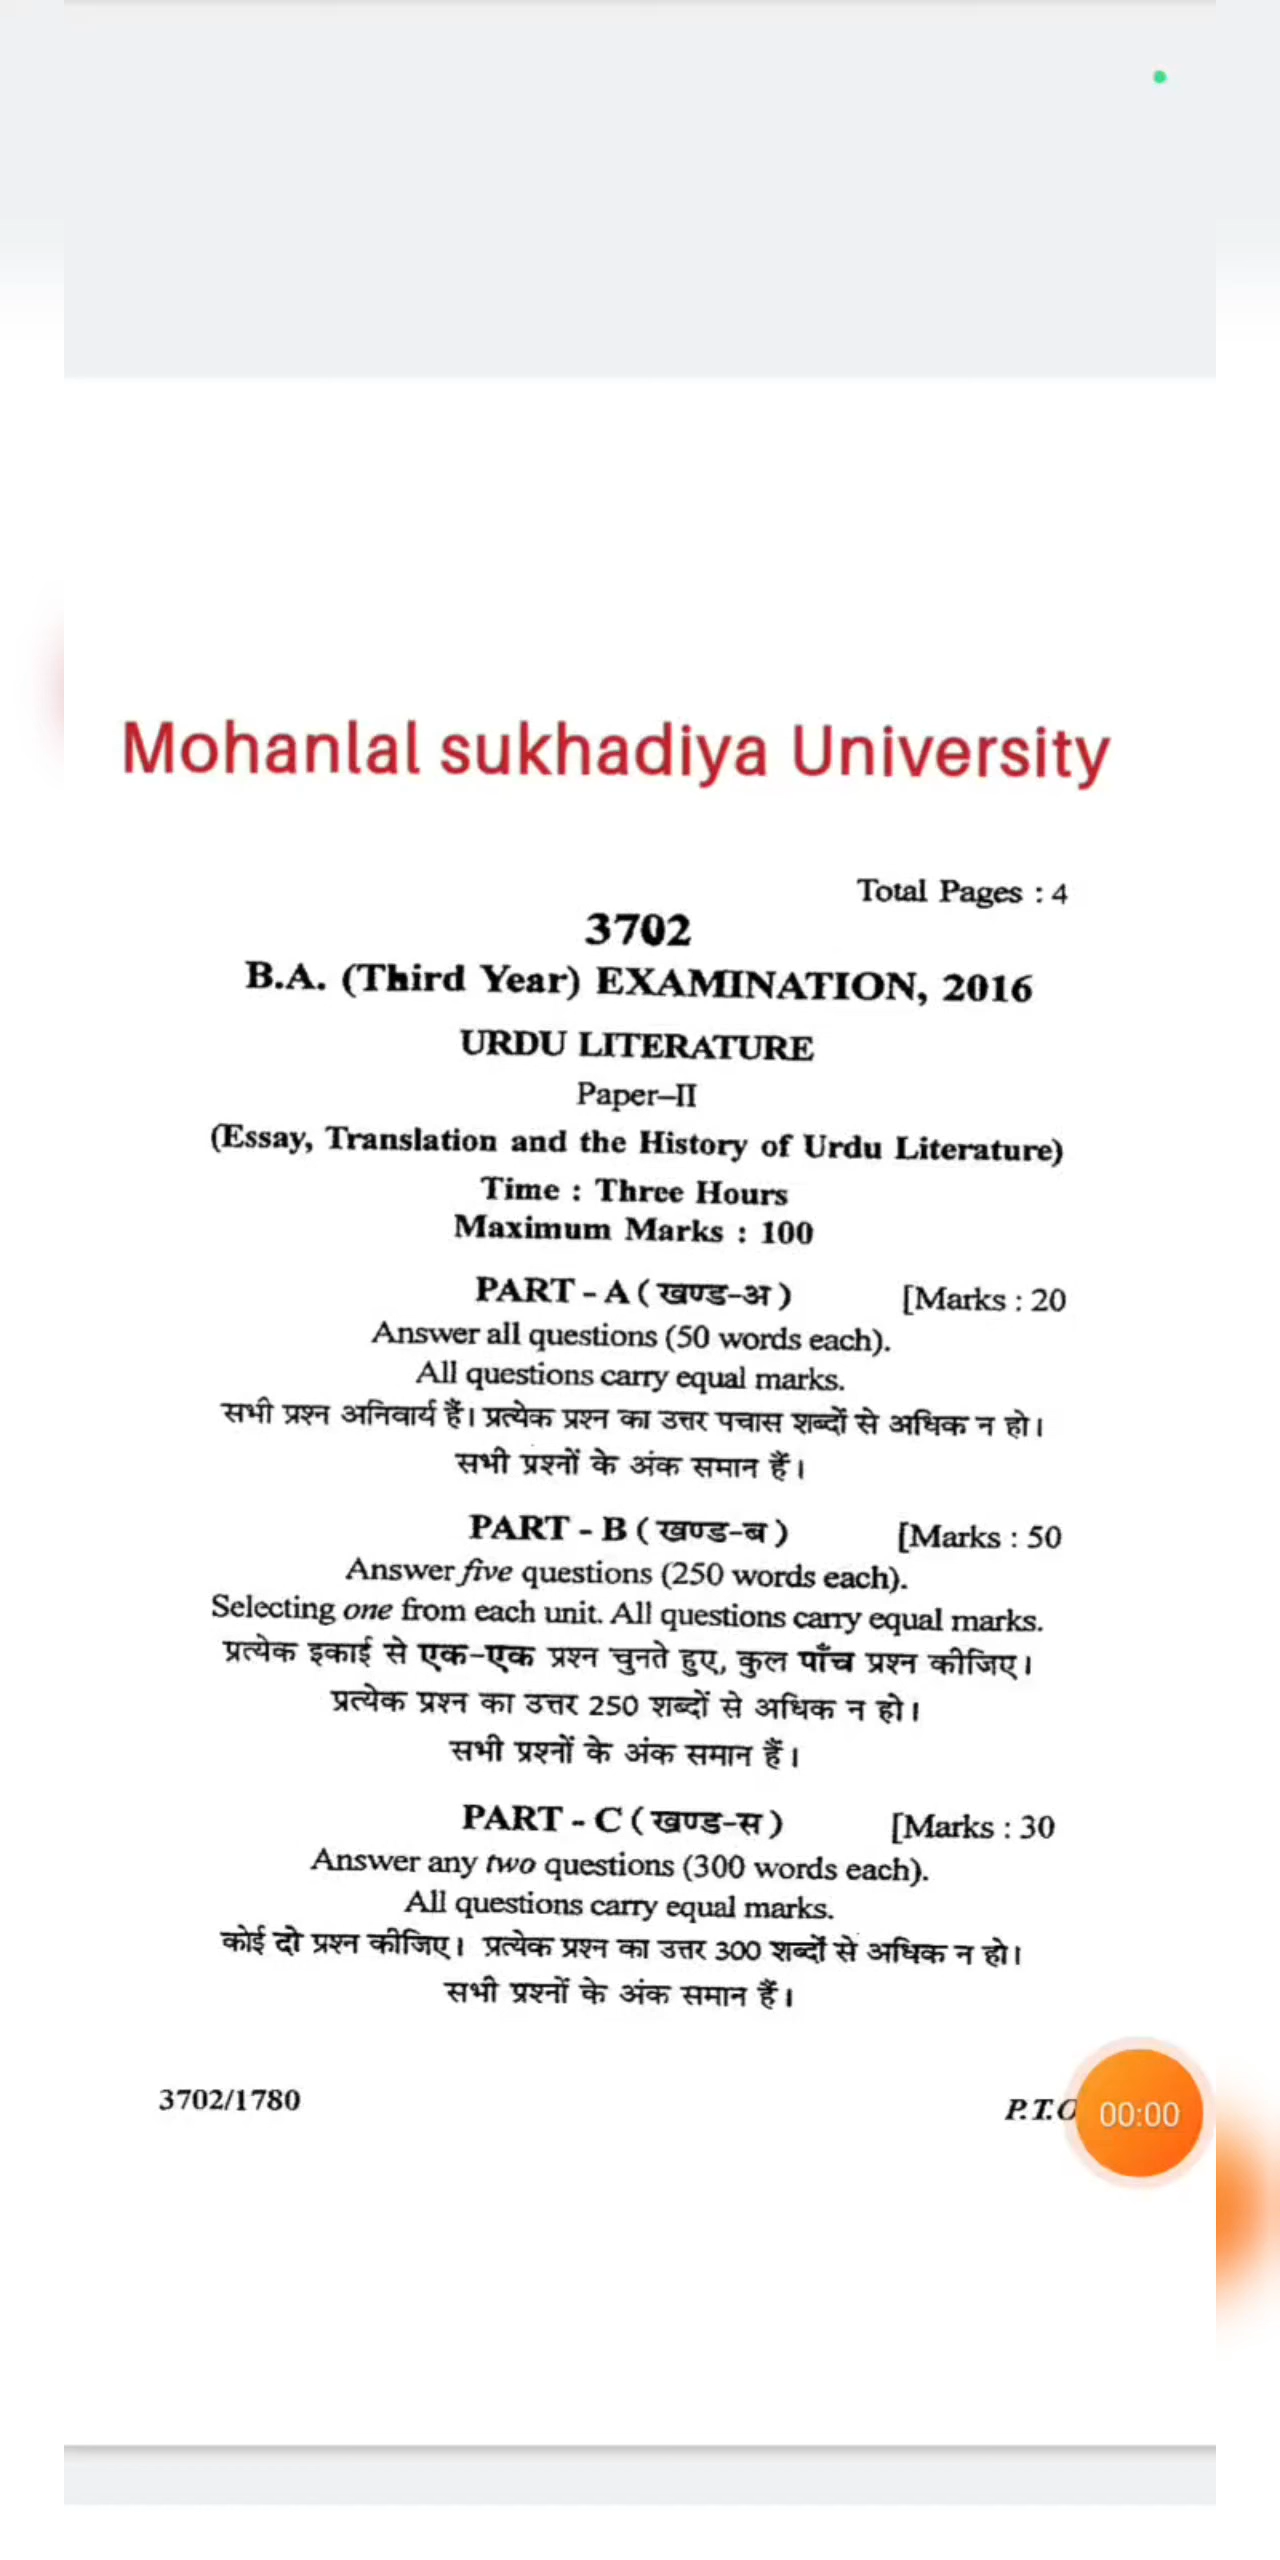 Mohanlal sukhadiya University
Total Pages : 4
3702
B.A. (Third Year) EXAMINATION, 2016
URDU LITERATURE
Paper–II
(Essay, Translation and the History of Urdu Literature)
Time : Three Hours
Maximum Marks : 100
PART - A ( खण्ड-अ ) [Marks : 20
Answer all questions (50 words each).
All questions carry equal marks.
सभी प्रश्न अनिवार्य हैं। प्रत्येक प्रश्न का उत्तर पचास शब्दों से अधिक न हो।
सभी प्रश्नों के अंक समान हैं।
PART - B ( खण्ड-ब ) [Marks : 50
Answer five questions (250 words each).
Selecting one from each unit. All questions carry equal marks.
प्रत्येक इकाई से एक-एक प्रश्न चुनते हुए, कुल पाँच प्रश्न कीजिए।
प्रत्येक प्रश्न का उत्तर 250 शब्दों से अधिक न हो।
सभी प्रश्नों के अंक समान हैं।
PART - C ( खण्ड-स ) [Marks : 30
Answer any two questions (300 words each).
All questions carry equal marks.
कोई दो प्रश्न कीजिए। प्रत्येक प्रश्न का उत्तर 300 शब्दों से अधिक न हो।
सभी प्रश्नों के अंक समान हैं।
3702/1780 P.T.O
00:00